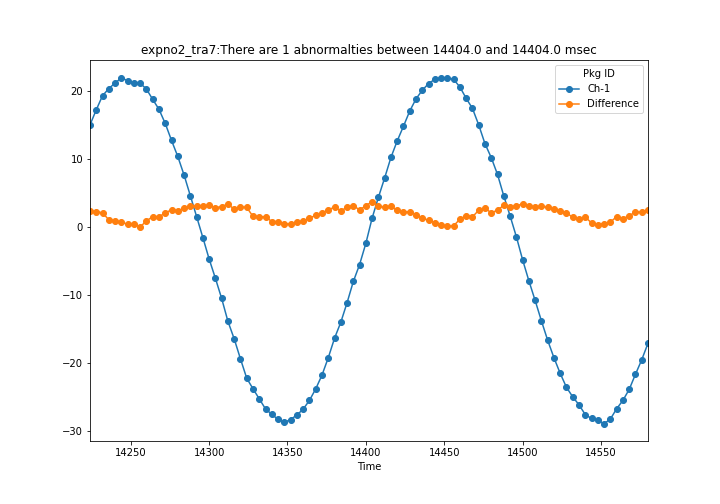 expno2_tra7:There are 1 abnormalties between 14404.0 and 14404.0 msec
Pkg ID
Ch-1
Difference
20
10
0
−10
−20
−30
14250 14300 14350 14400 14450 14500 14550
Time